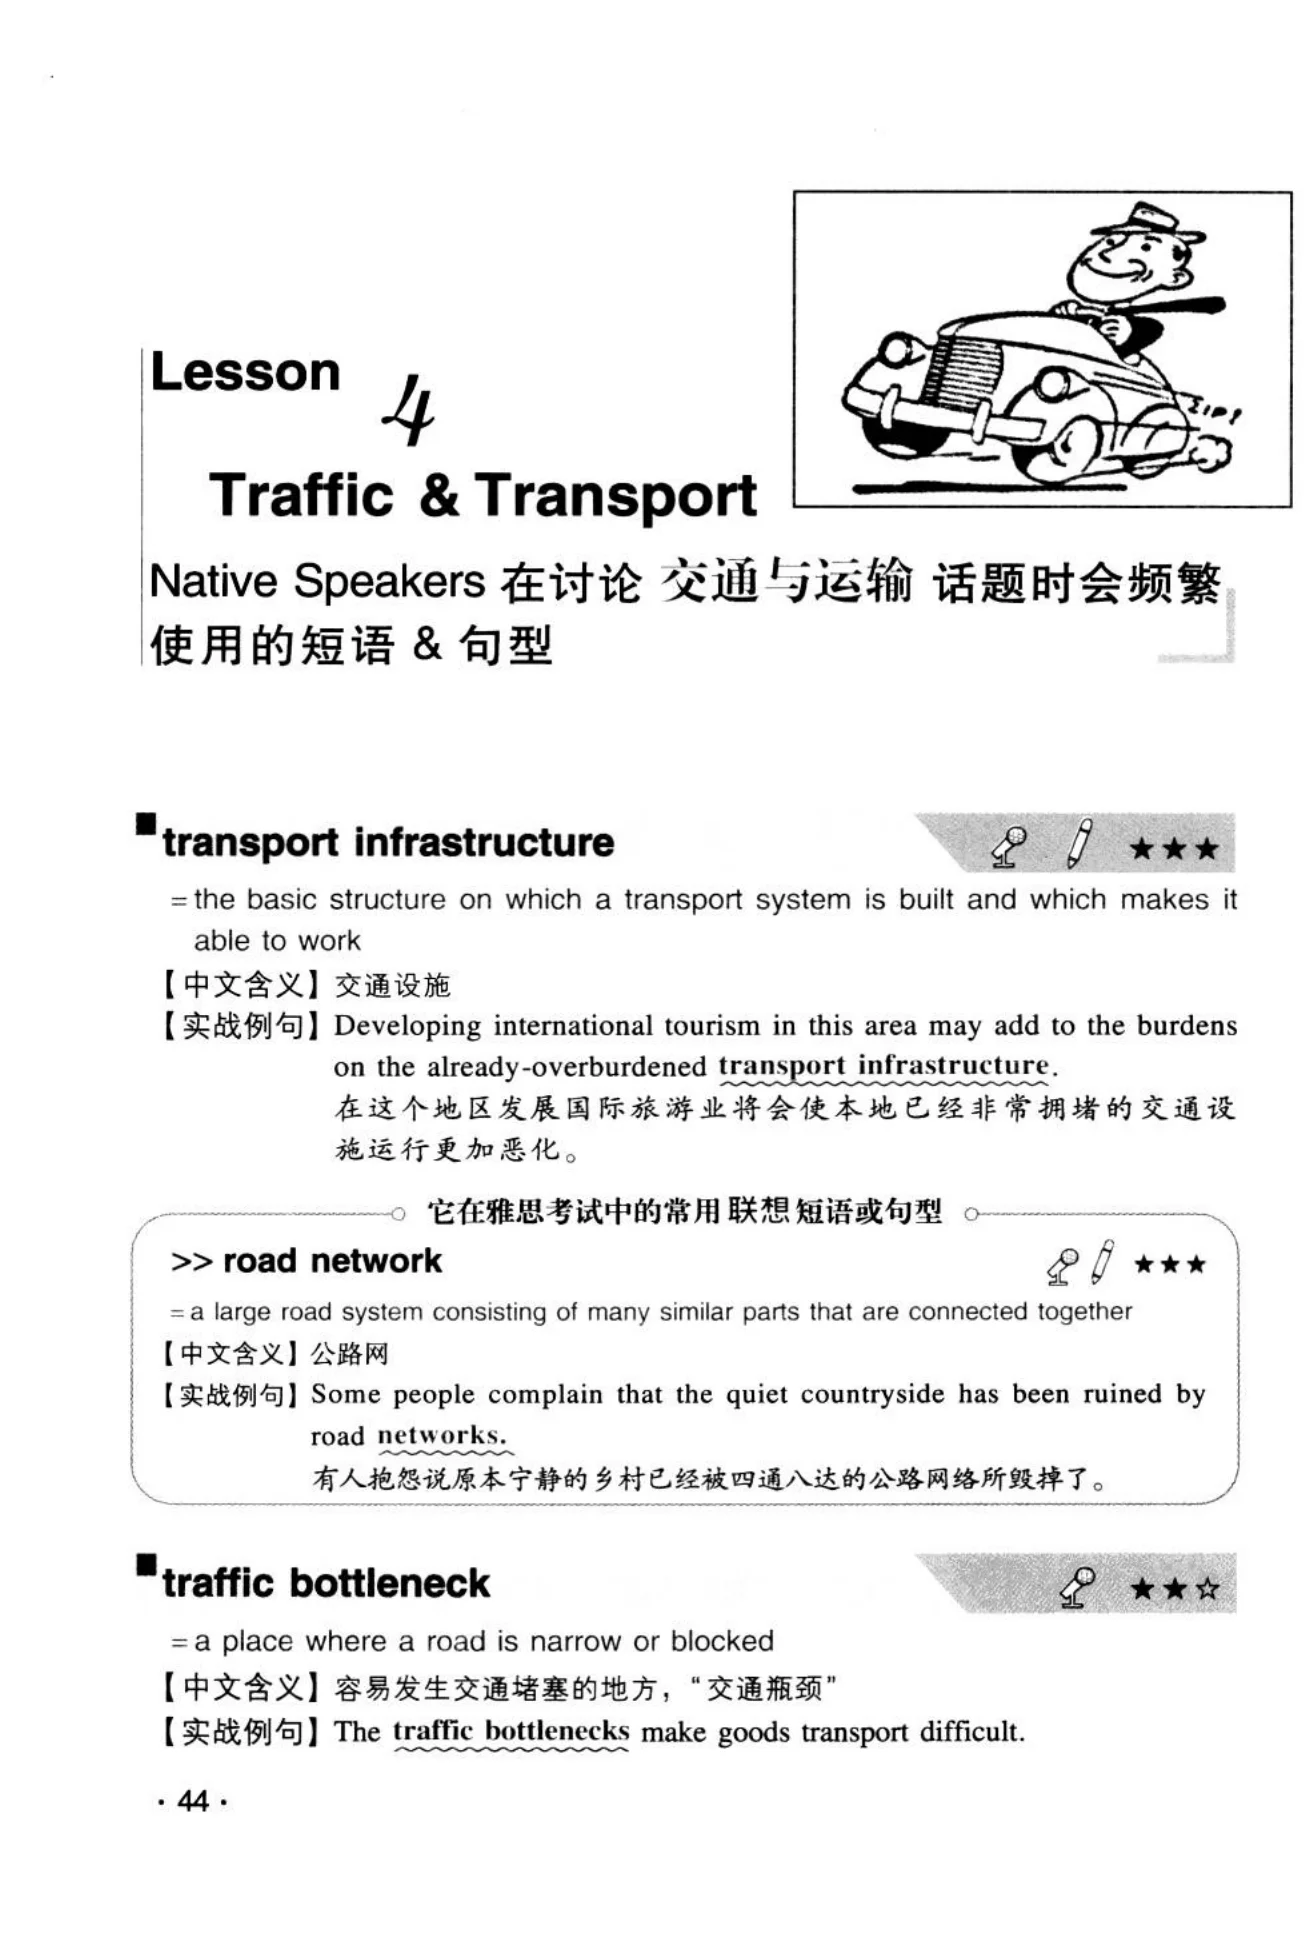 ZIP!
Lesson 4
Traffic & Transport
Native Speakers 在讨论 交通与运输 话题时会频繁
使用的短语 & 句型
transport infrastructure ★★★
=the basic structure on which a transport system is built and which makes it
able to work
【中文含义】交通设施
【实战例句】Developing international tourism in this area may add to the burdens
on the already-overburdened transport infrastructure.
在这个地区发展国际旅游业将会使本地已经非常拥堵的交通设
施运行更加恶化。
它在雅思考试中的常用联想短语或句型
>> road network ★★★
=a large road system consisting of many similar parts that are connected together
【中文含义】公路网
【实战例句】Some people complain that the quiet countryside has been ruined by
road networks.
有人抱怨说原本宁静的乡村已经被四通八达的公路网络所毁掉了。
traffic bottleneck ★★☆
=a place where a road is narrow or blocked
【中文含义】容易发生交通堵塞的地方，“交通瓶颈”
【实战例句】The traffic bottlenecks make goods transport difficult.
· 44 ·